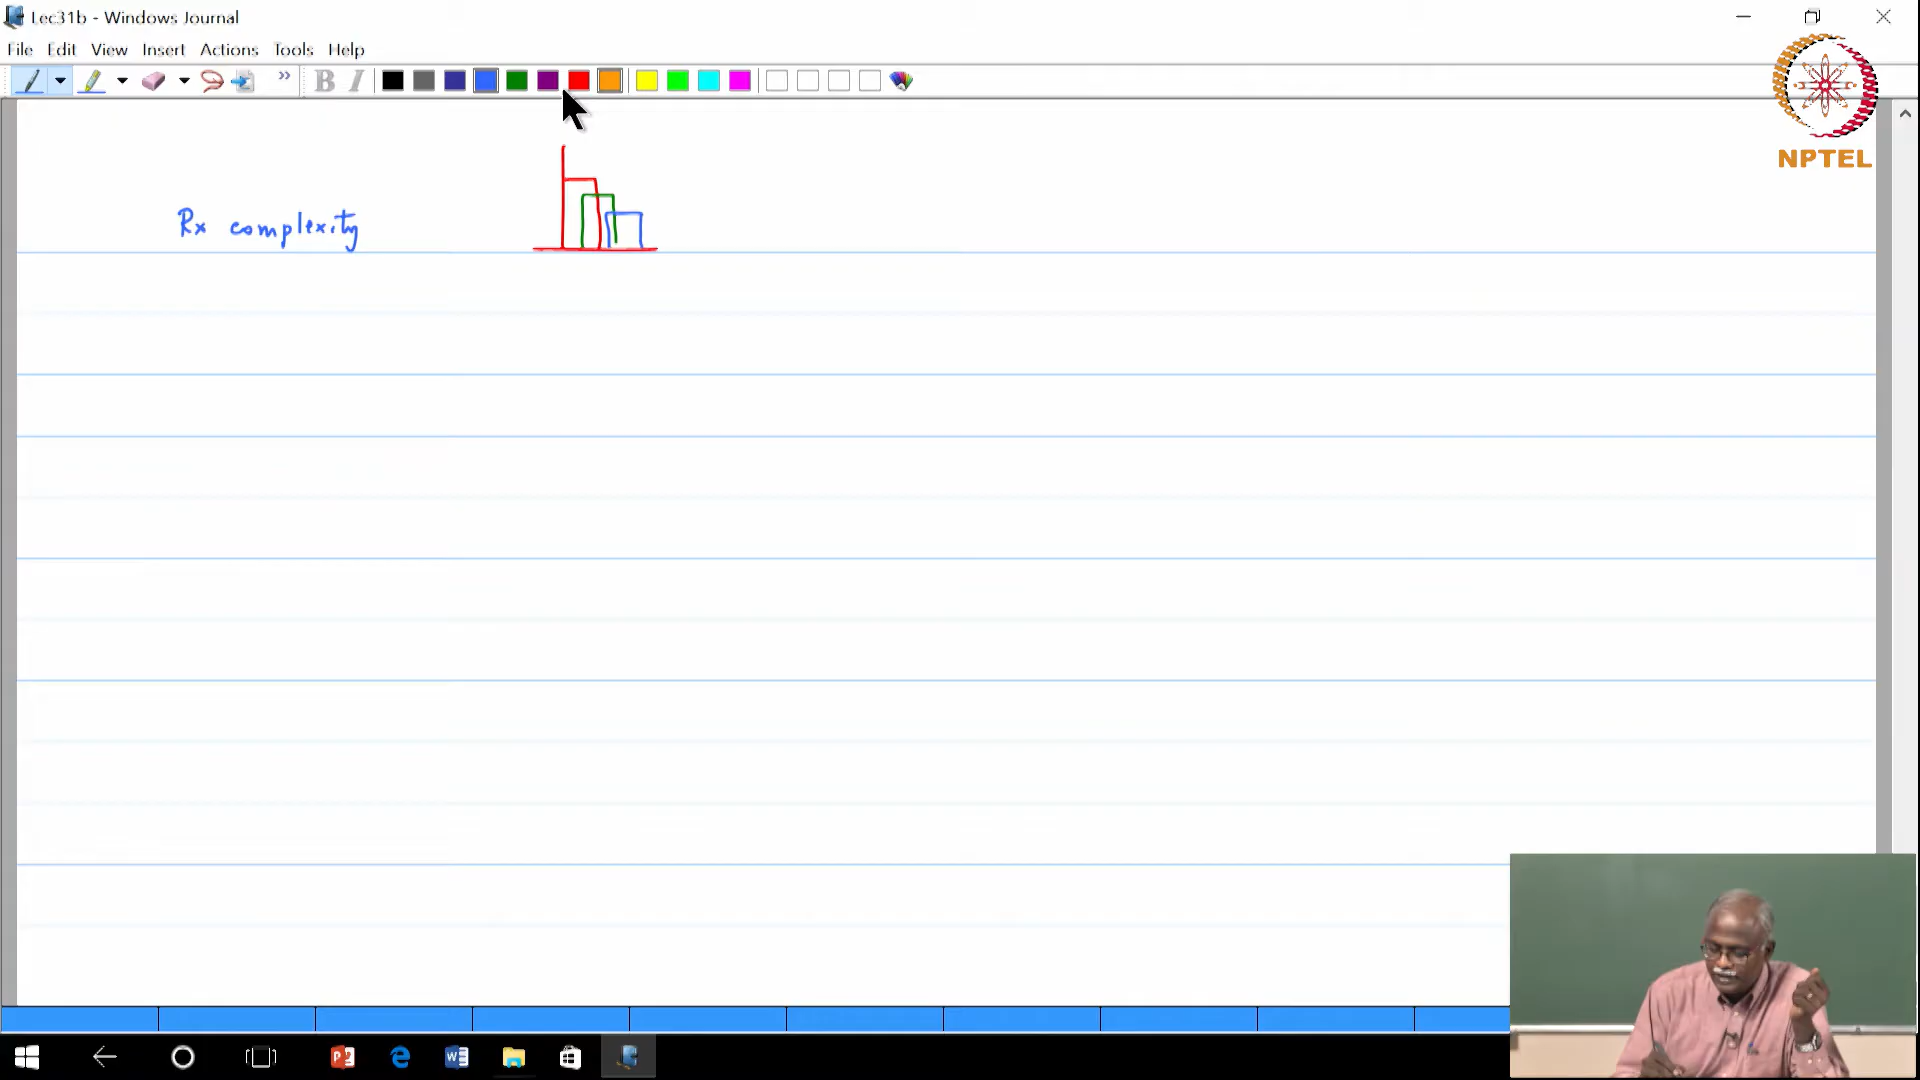 Lec31b - Windows Journal
File Edit View Insert Actions Tools Help
B I
NPTEL
Rx complexity